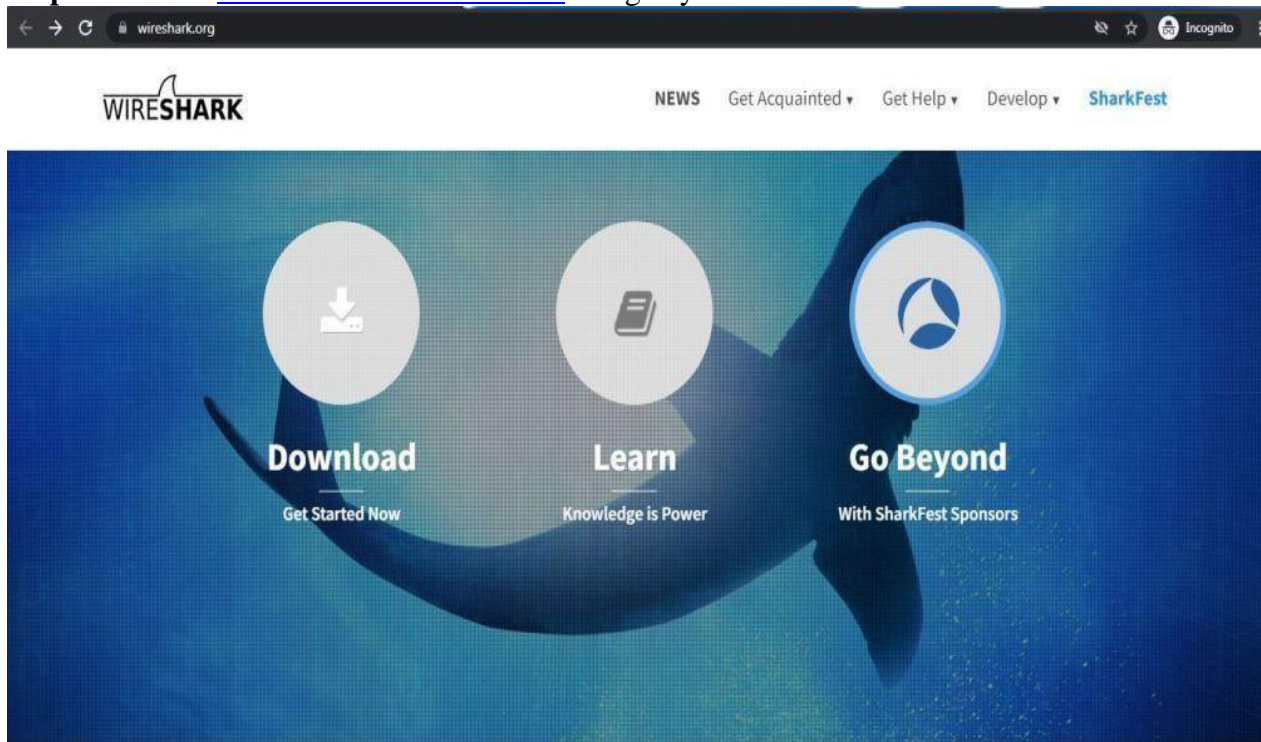 wireshark.org Incognito
WIRESHARK NEWS Get Acquainted ▾ Get Help ▾ Develop ▾ SharkFest
Download Learn Go Beyond
Get Started Now Knowledge is Power With SharkFest Sponsors